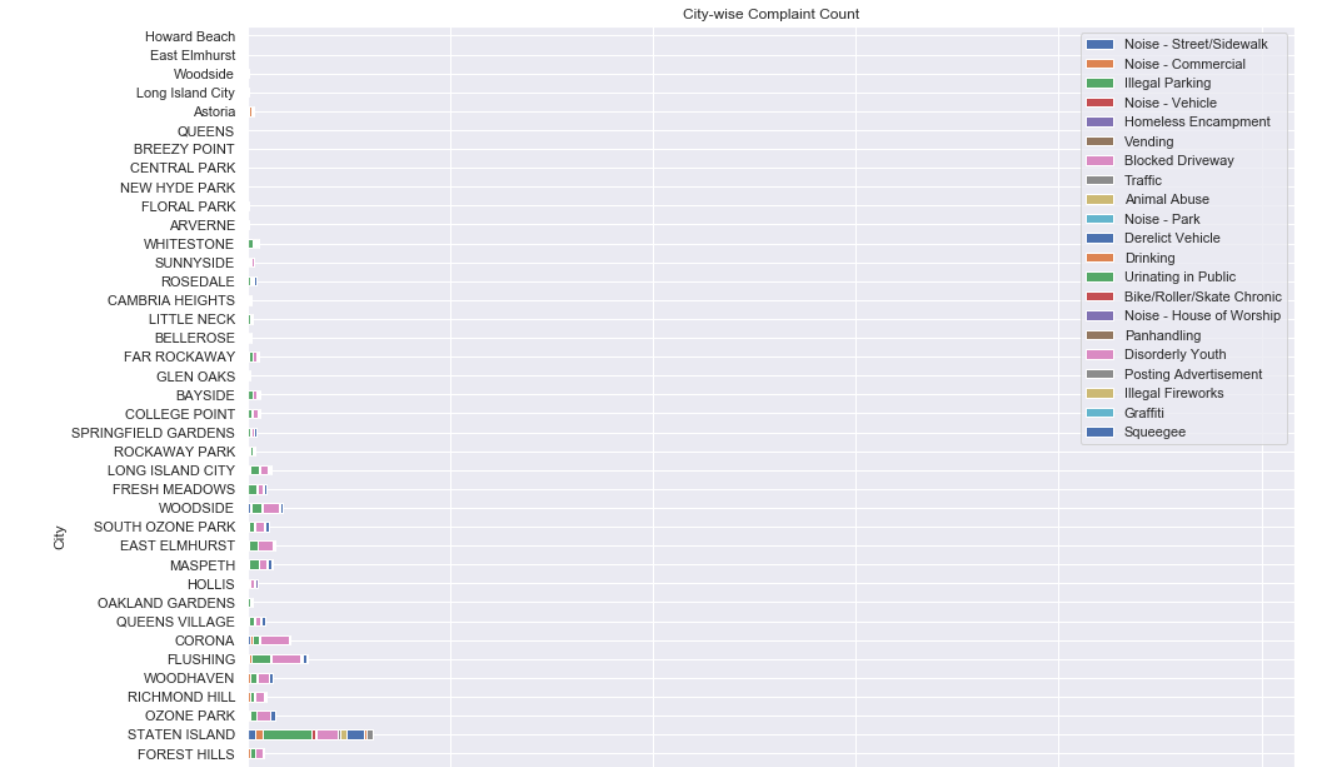 City-wise Complaint Count
Howard Beach
East Elmhurst
Woodside
Long Island City
Astoria
QUEENS
BREEZY POINT
CENTRAL PARK
NEW HYDE PARK
FLORAL PARK
ARVERNE
WHITESTONE
SUNNYSIDE
ROSEDALE
CAMBRIA HEIGHTS
LITTLE NECK
BELLEROSE
FAR ROCKAWAY
GLEN OAKS
BAYSIDE
COLLEGE POINT
SPRINGFIELD GARDENS
ROCKAWAY PARK
LONG ISLAND CITY
FRESH MEADOWS
WOODSIDE
SOUTH OZONE PARK
EAST ELMHURST
MASPETH
HOLLIS
OAKLAND GARDENS
QUEENS VILLAGE
CORONA
FLUSHING
WOODHAVEN
RICHMOND HILL
OZONE PARK
STATEN ISLAND
FOREST HILLS
City
Noise - Street/Sidewalk
Noise - Commercial
Illegal Parking
Noise - Vehicle
Homeless Encampment
Vending
Blocked Driveway
Traffic
Animal Abuse
Noise - Park
Derelict Vehicle
Drinking
Urinating in Public
Bike/Roller/Skate Chronic
Noise - House of Worship
Panhandling
Disorderly Youth
Posting Advertisement
Illegal Fireworks
Graffiti
Squeegee